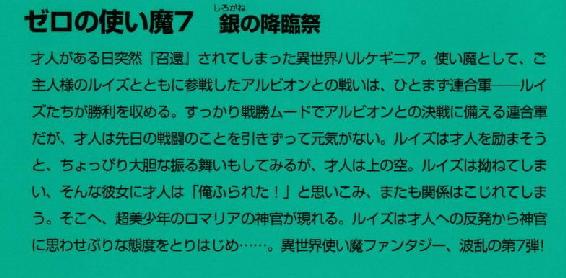 ゼロの使い魔7 銀の降臨祭
しろがね
才人がある日突然『召還』されてしまった異世界ハルケギニア。使い魔として、ご
主人様のルイズとともに参戦したアルビオンとの戦いは、ひとまず連合軍――ルイ
ズたちが勝利を収める。すっかり戦勝ムードでアルビオンとの決戦に備える連合軍
だが、才人は先日の戦闘のことを引きずって元気がない。ルイズは才人を励まそう
と、ちょっぴり大胆な振る舞いもしてみるが、才人は上の空。ルイズは拗ねてしま
い、そんな彼女に才人は「俺ふられた！」と思いこみ、またも関係はこじれてしま
う。そこへ、超美少年のロマリアの神官が現れる。ルイズは才人への反発から神官
に思わせぶりな態度をとりはじめ……。異世界使い魔ファンタジー、波乱の第7弾!